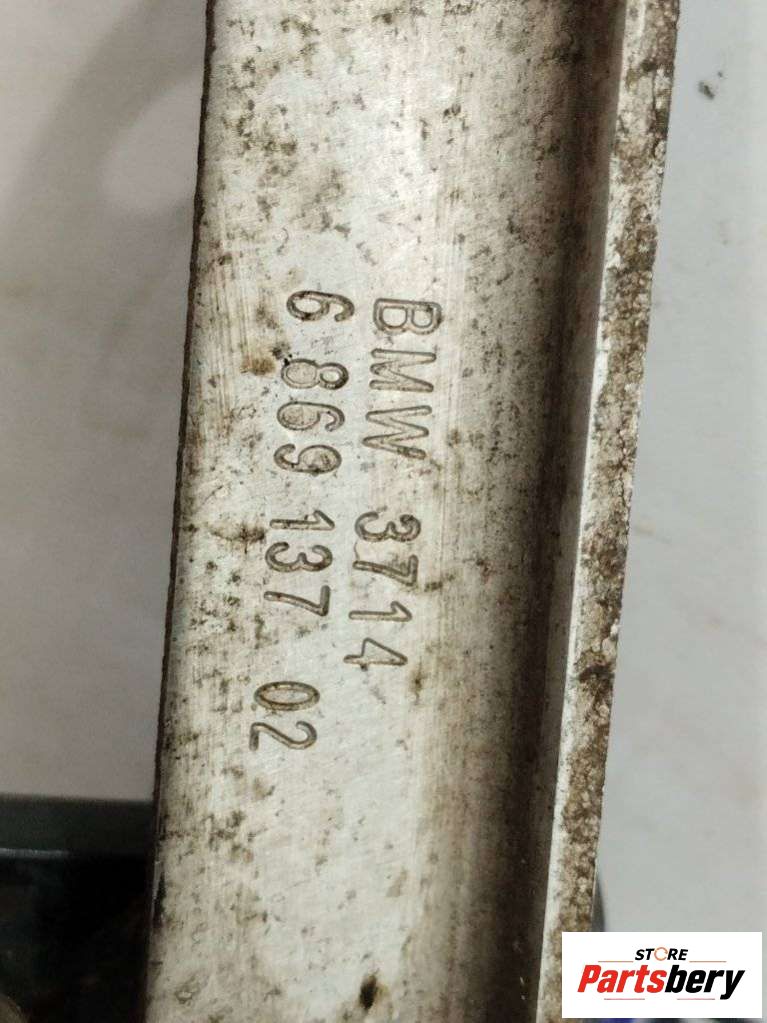 BMW 3714
6 869 137 02
STORE
Partsbery